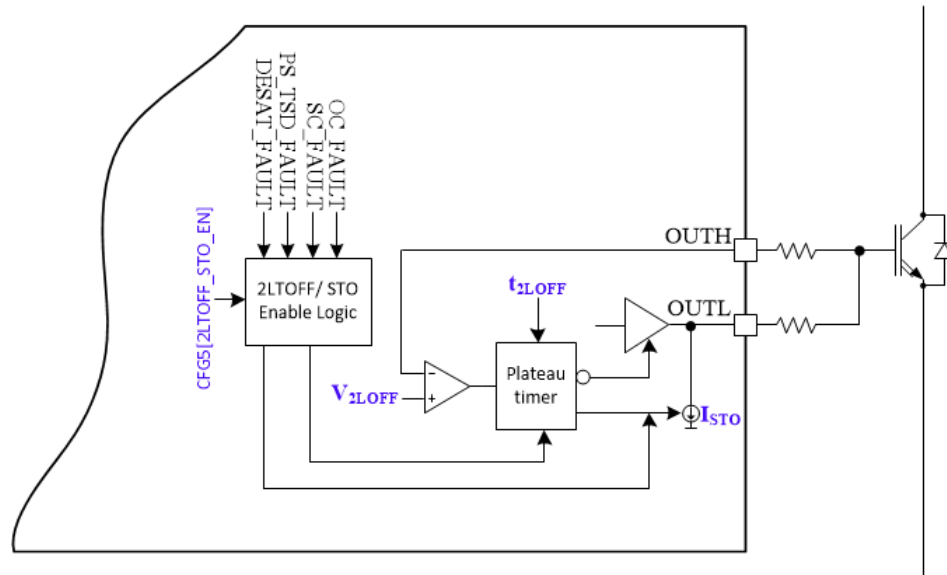 DESAT_FAULT
PS_TSD_FAULT
SC_FAULT
OC_FAULT
CFG5[2LTOFF_STO_EN]
2LTOFF/ STO
Enable Logic
OUTH
t2LOFF
OUTL
V2LOFF
-
+
Plateau
timer
ISTO